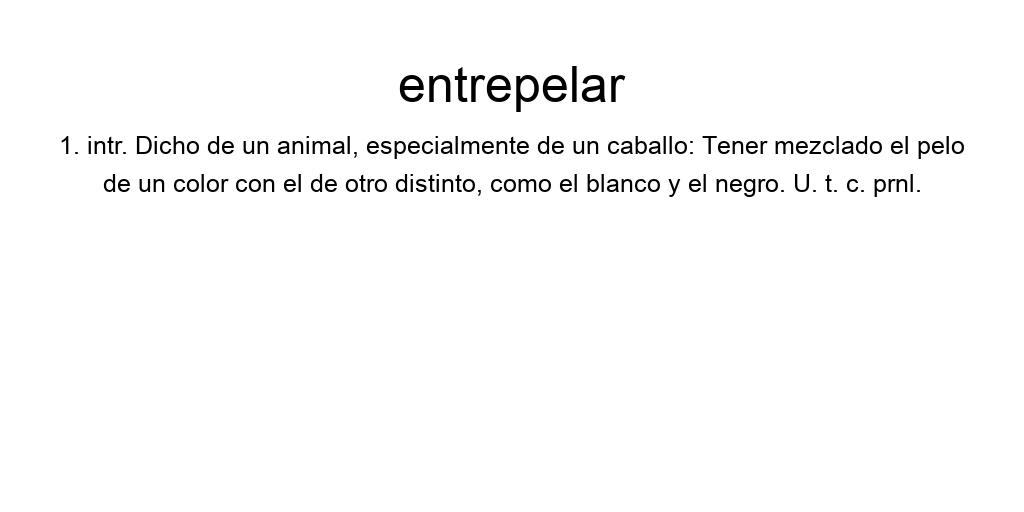 entrepelar
1. intr. Dicho de un animal, especialmente de un caballo: Tener mezclado el pelo
de un color con el de otro distinto, como el blanco y el negro. U. t. c. prnl.